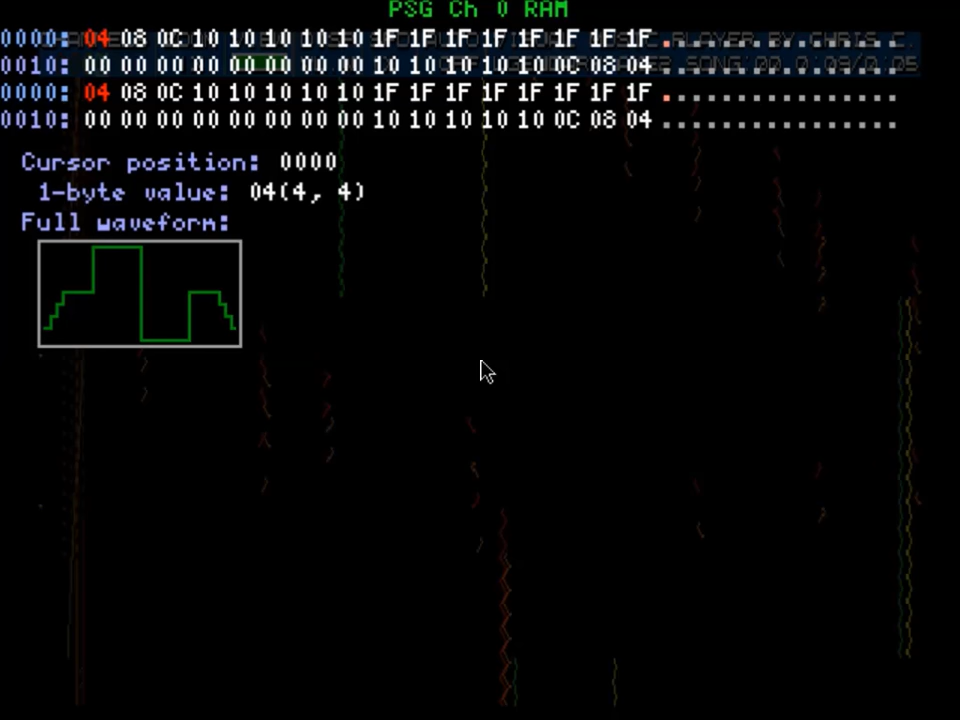 PSG Ch 0 RAM
0000: 04 08 0C 10 10 10 10 10 1F 1F 1F 1F 1F 1F 1F 1F ................
0010: 00 00 00 00 00 00 00 00 10 10 10 10 10 0C 08 04 ................
0000: 04 08 0C 10 10 10 10 10 1F 1F 1F 1F 1F 1F 1F 1F ................
0010: 00 00 00 00 00 00 00 00 10 10 10 10 10 0C 08 04 ................
Cursor position: 0000
1-byte value: 04(4, 4)
Full waveform: